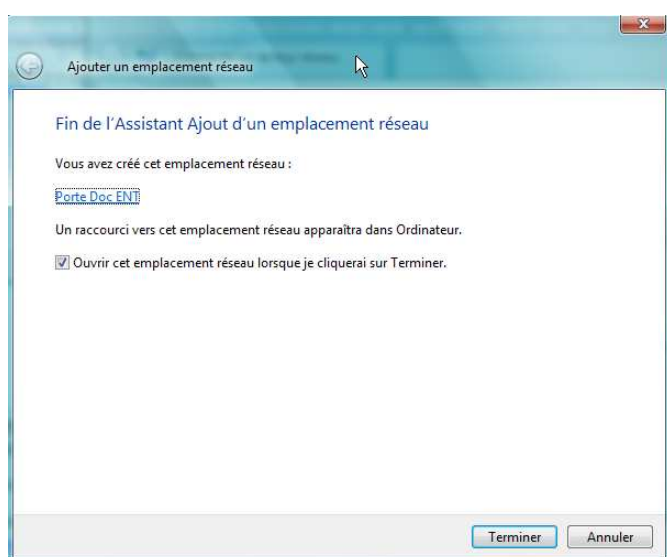 Ajouter un emplacement réseau
Fin de l'Assistant Ajout d'un emplacement réseau
Vous avez créé cet emplacement réseau :
Porte Doc ENT
Un raccourci vers cet emplacement réseau apparaîtra dans Ordinateur.
Ouvrir cet emplacement réseau lorsque je cliquerai sur Terminer.
Terminer Annuler